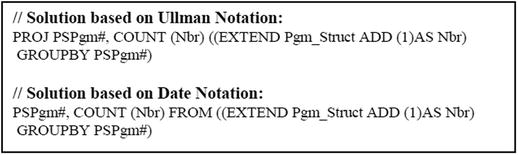 // Solution based on Ullman Notation:
PROJ PSPgm#, COUNT (Nbr) ((EXTEND Pgm_Struct ADD (1)AS Nbr)
GROUPBY PSPgm#)
// Solution based on Date Notation:
PSPgm#, COUNT (Nbr) FROM ((EXTEND Pgm_Struct ADD (1)AS Nbr)
GROUPBY PSPgm#)